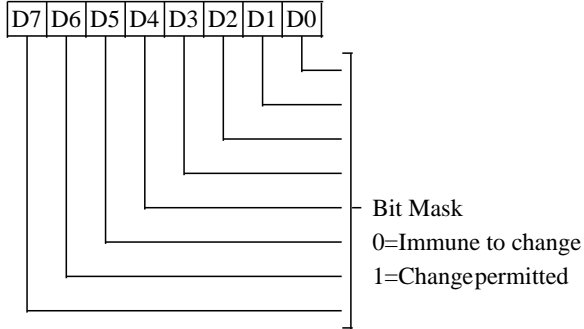 D7 D6 D5 D4 D3 D2 D1 D0
Bit Mask
0=Immune to change
1=Changepermitted